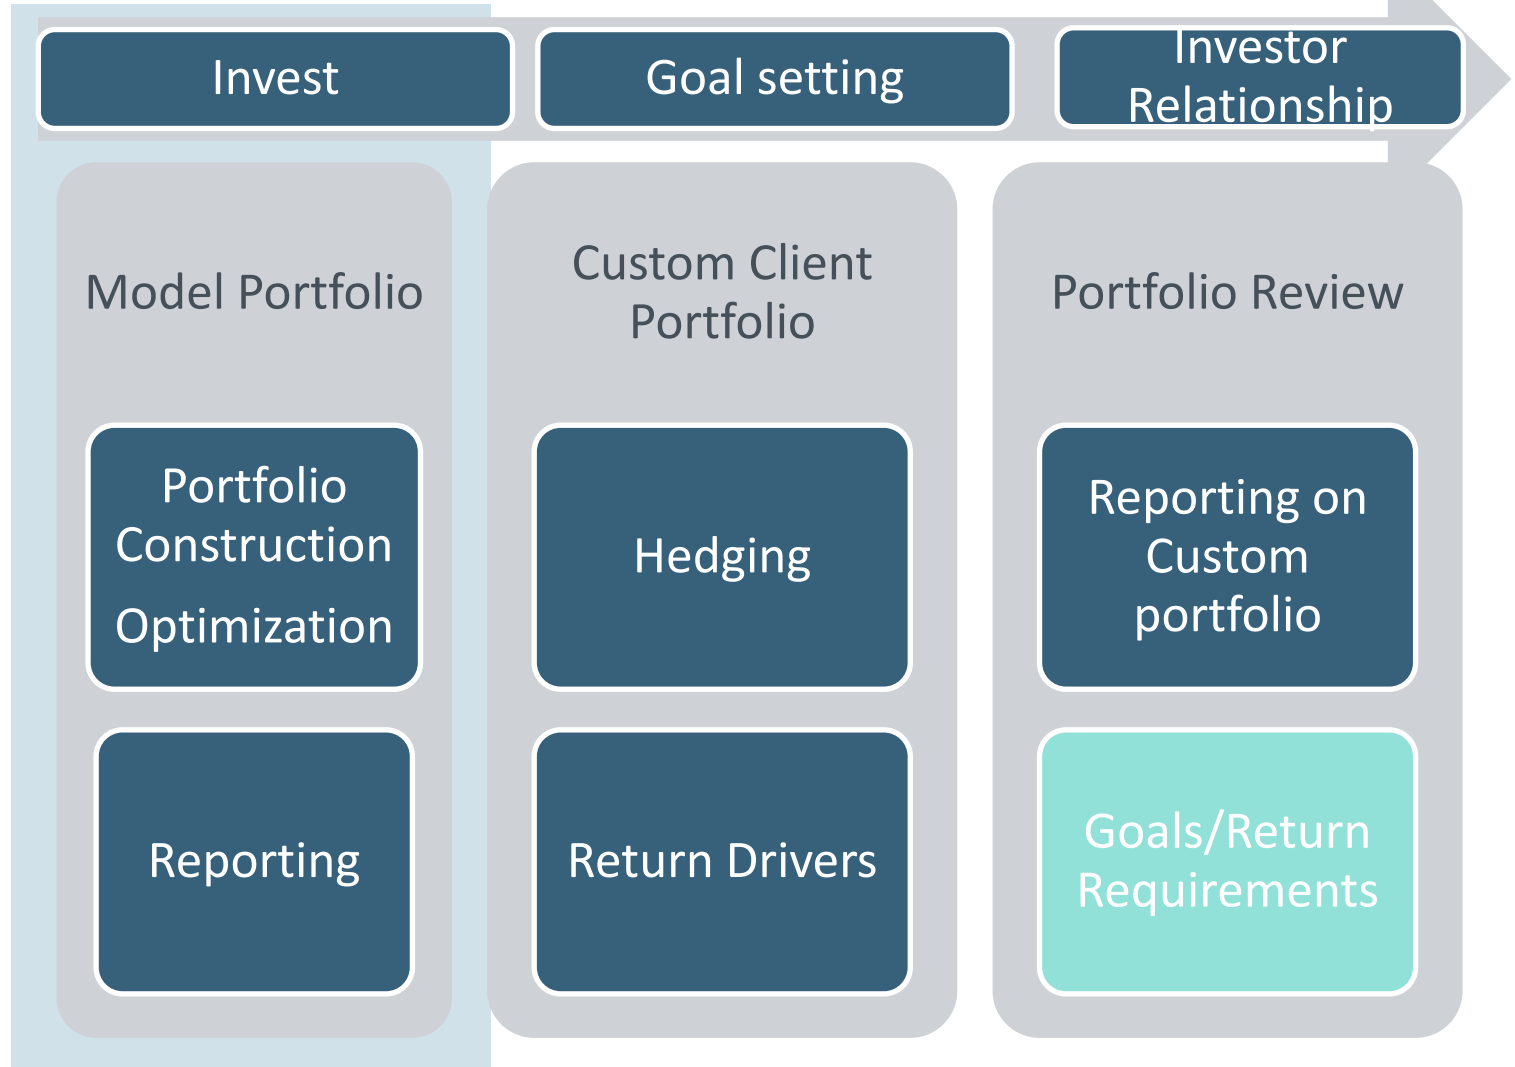 Invest
Goal setting
Investor
Relationship
Model Portfolio
Custom Client
Portfolio
Portfolio Review
Portfolio
Construction
Optimization
Hedging
Reporting on
Custom
portfolio
Reporting
Return Drivers
Goals/Return
Requirements